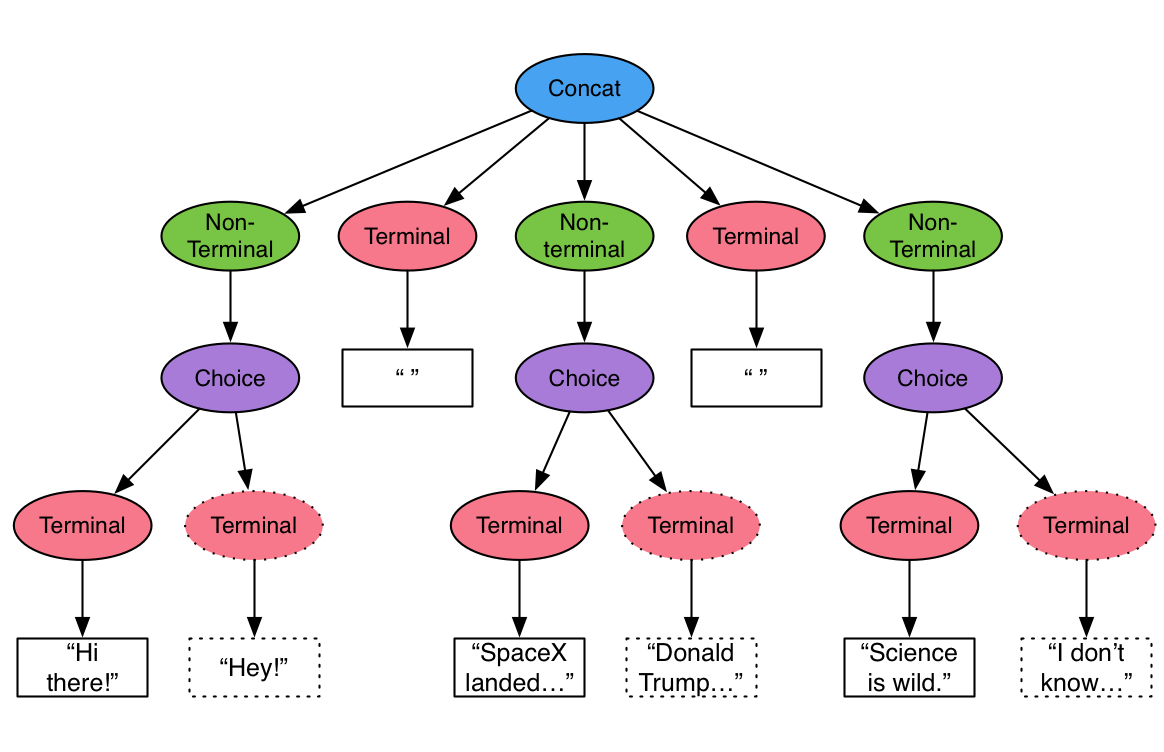 Concat
Non-
Terminal
Terminal
Non-
terminal
Terminal
Non-
Terminal
Choice
“ ”
Choice
“ ”
Choice
Terminal
Terminal
Terminal
Terminal
Terminal
Terminal
“Hi
there!”
“Hey!”
“SpaceX
landed…”
“Donald
Trump…”
“Science
is wild.”
“I don’t
know…”